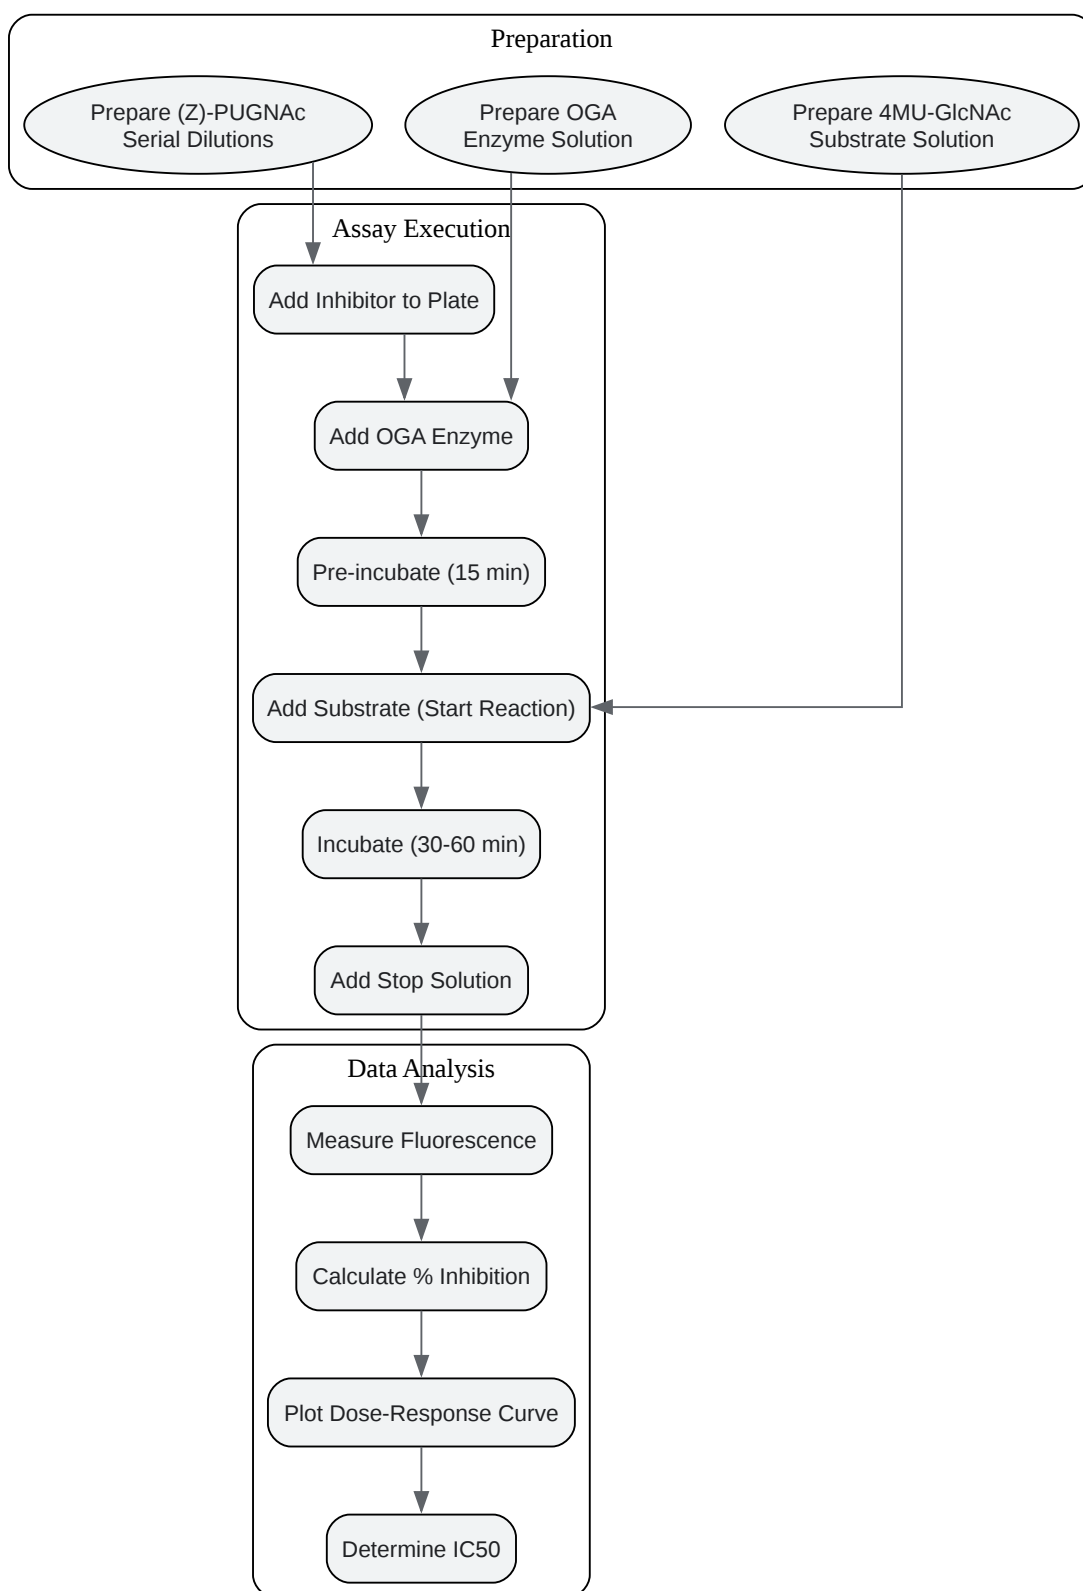 Preparation
Prepare (Z)-PUGNAc
Serial Dilutions
Prepare OGA
Enzyme Solution
Prepare 4MU-GlcNAc
Substrate Solution
Assay Execution
Add Inhibitor to Plate
Add OGA Enzyme
Pre-incubate (15 min)
Add Substrate (Start Reaction)
Incubate (30-60 min)
Add Stop Solution
Data Analysis
Measure Fluorescence
Calculate % Inhibition
Plot Dose-Response Curve
Determine IC50